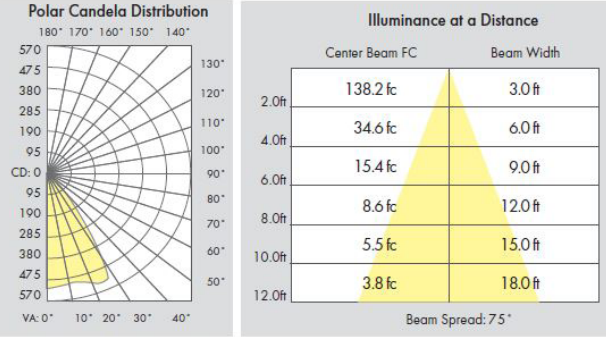 Polar Candela Distribution
180° 170° 160° 150° 140°
570
475
380
285
190
95
CD: 0
95
190
285
380
475
570
130°
120°
110°
100°
90°
80°
70°
60°
50°
VA: 0° 10° 20° 30° 40°
Illuminance at a Distance
Center Beam FC Beam Width
2.0ft 138.2 fc 3.0 ft
4.0ft 34.6 fc 6.0 ft
6.0ft 15.4 fc 9.0 ft
8.0ft 8.6 fc 12.0 ft
10.0ft 5.5 fc 15.0 ft
12.0ft 3.8 fc 18.0 ft
Beam Spread: 75°